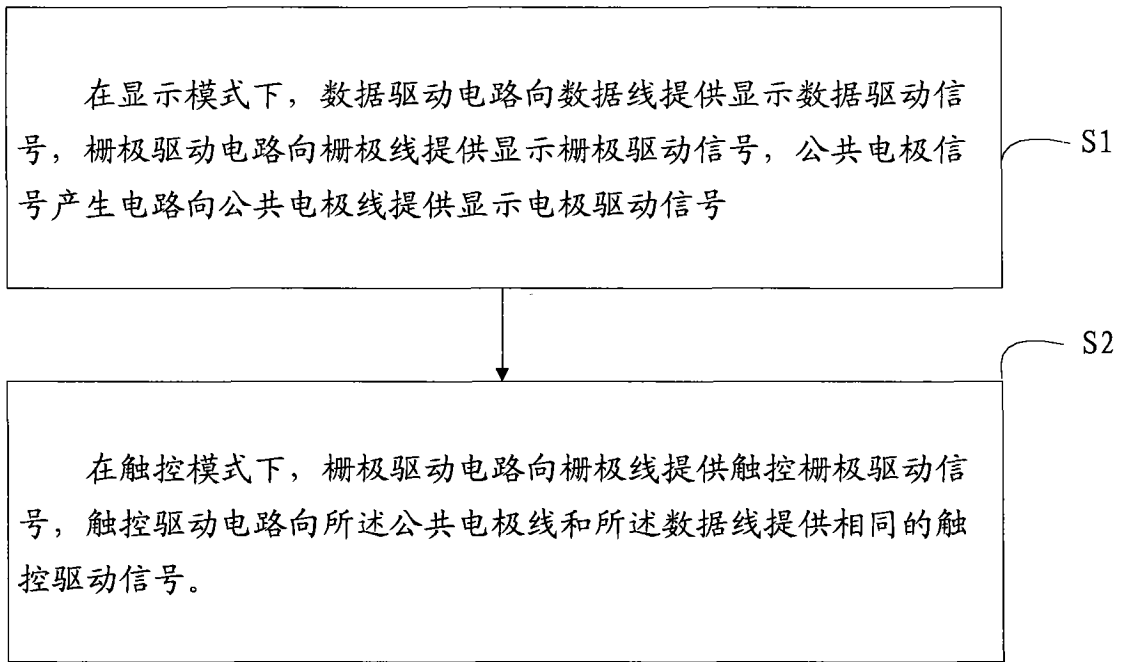 在显示模式下，数据驱动电路向数据线提供显示数据驱动信
号，栅极驱动电路向栅极线提供显示栅极驱动信号，公共电极信
号产生电路向公共电极线提供显示电极驱动信号
S1
S2
在触控模式下，栅极驱动电路向栅极线提供触控栅极驱动信
号，触控驱动电路向所述公共电极线和所述数据线提供相同的触
控驱动信号。